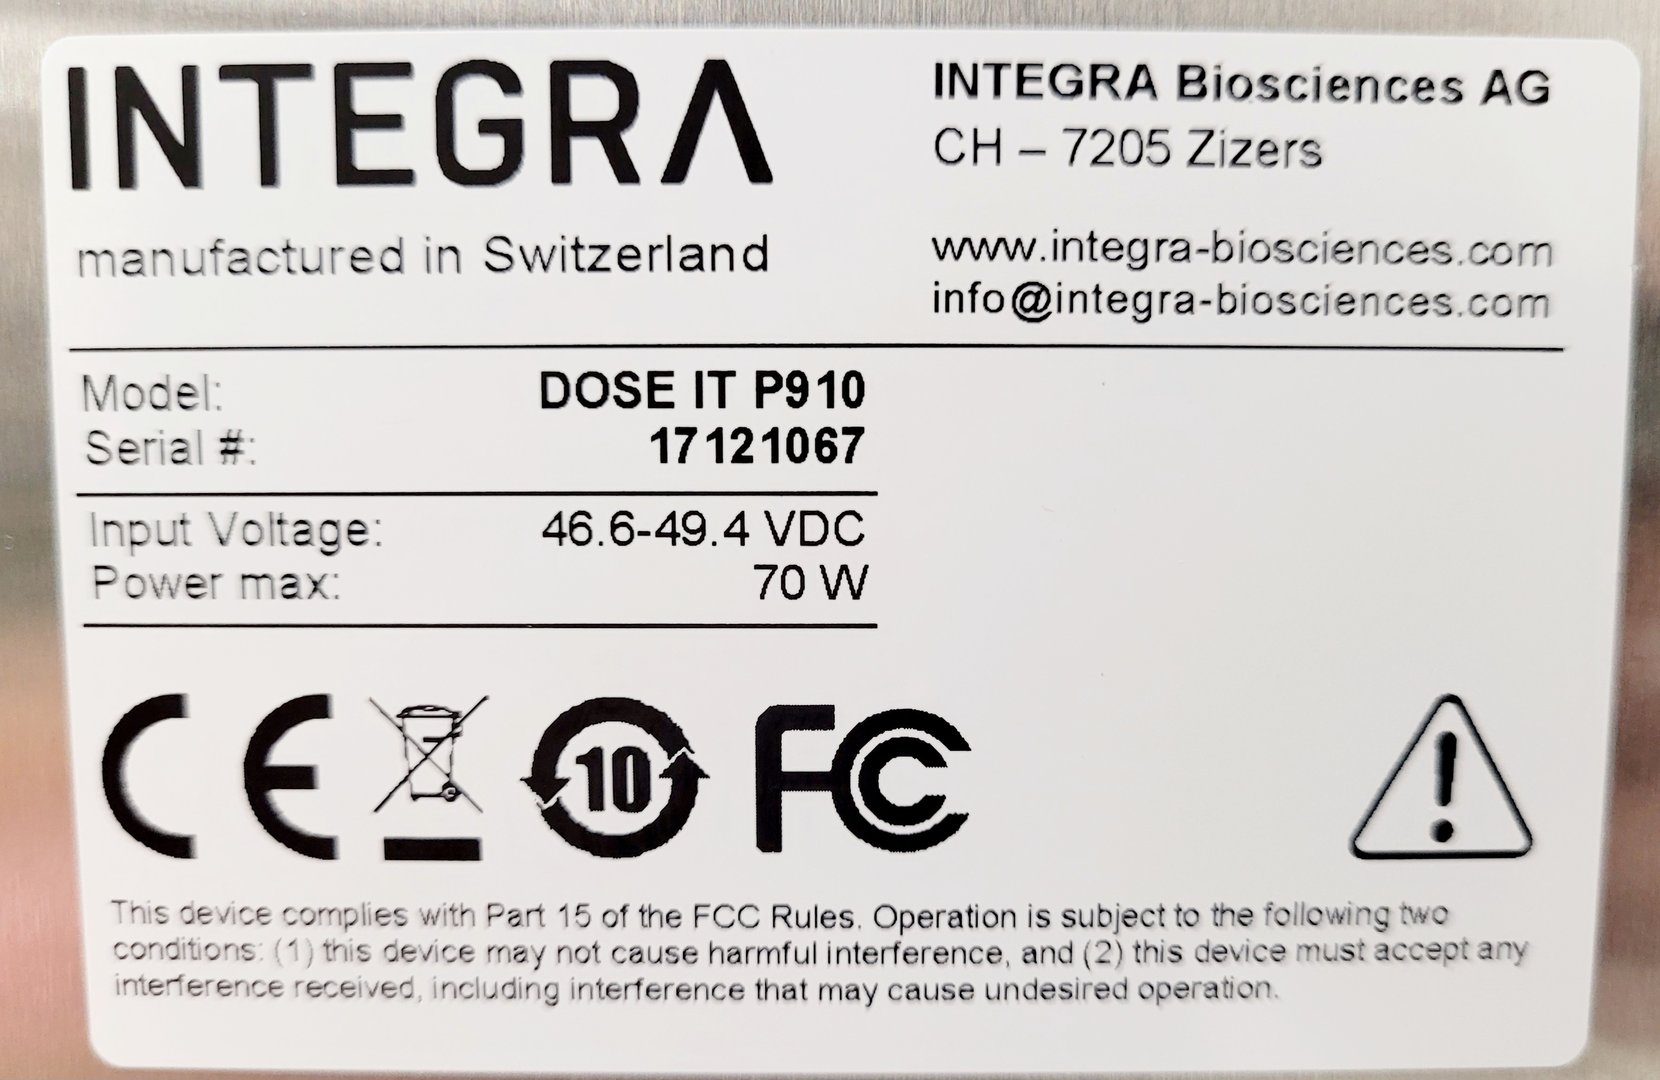 INTEGRA
manufactured in Switzerland
INTEGRA Biosciences AG
CH – 7205 Zizers
www.integra-biosciences.com
info@integra-biosciences.com
Model: DOSE IT P910
Serial #: 17121067
Input Voltage: 46.6-49.4 VDC
Power max: 70 W
CE 10 FC !
This device complies with Part 15 of the FCC Rules. Operation is subject to the following two
conditions: (1) this device may not cause harmful interference, and (2) this device must accept any
interference received, including interference that may cause undesired operation.